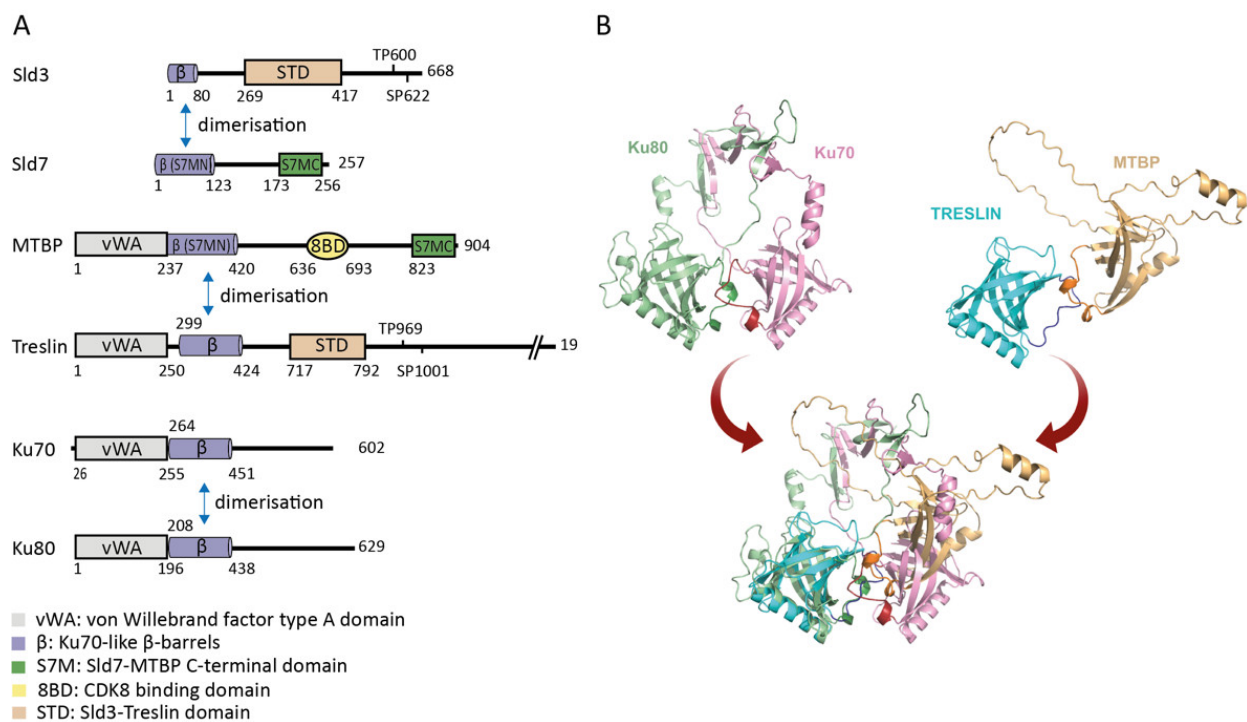 A
Sld3
β
STD
TP600
668
1 80 269 417 SP622
dimerisation
Sld7
β (S7MN)
S7MC
257
1 123 173 256
MTBP
vWA
β (S7MN)
8BD
S7MC
904
1 237 420 636 693 823
dimerisation
299
Treslin
vWA
β
STD
TP969
19
1 250 424 717 792 SP1001
264
Ku70
vWA
β
602
26 255 451
dimerisation
208
Ku80
vWA
β
629
1 196 438
vWA: von Willebrand factor type A domain
β: Ku70-like β-barrels
S7M: Sld7-MTBP C-terminal domain
8BD: CDK8 binding domain
STD: Sld3-Treslin domain
B
Ku80
Ku70
MTBP
TRESLIN